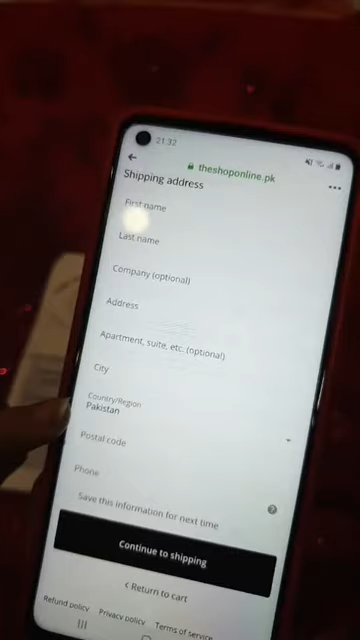 21:32
theshoponline.pk
Shipping address
First name
Last name
Company (optional)
Address
Apartment, suite, etc. (optional)
City
Country/Region
Pakistan
Postal code
Phone
Save this information for next time
Continue to shipping
< Return to cart
Refund policy Privacy policy Terms of service